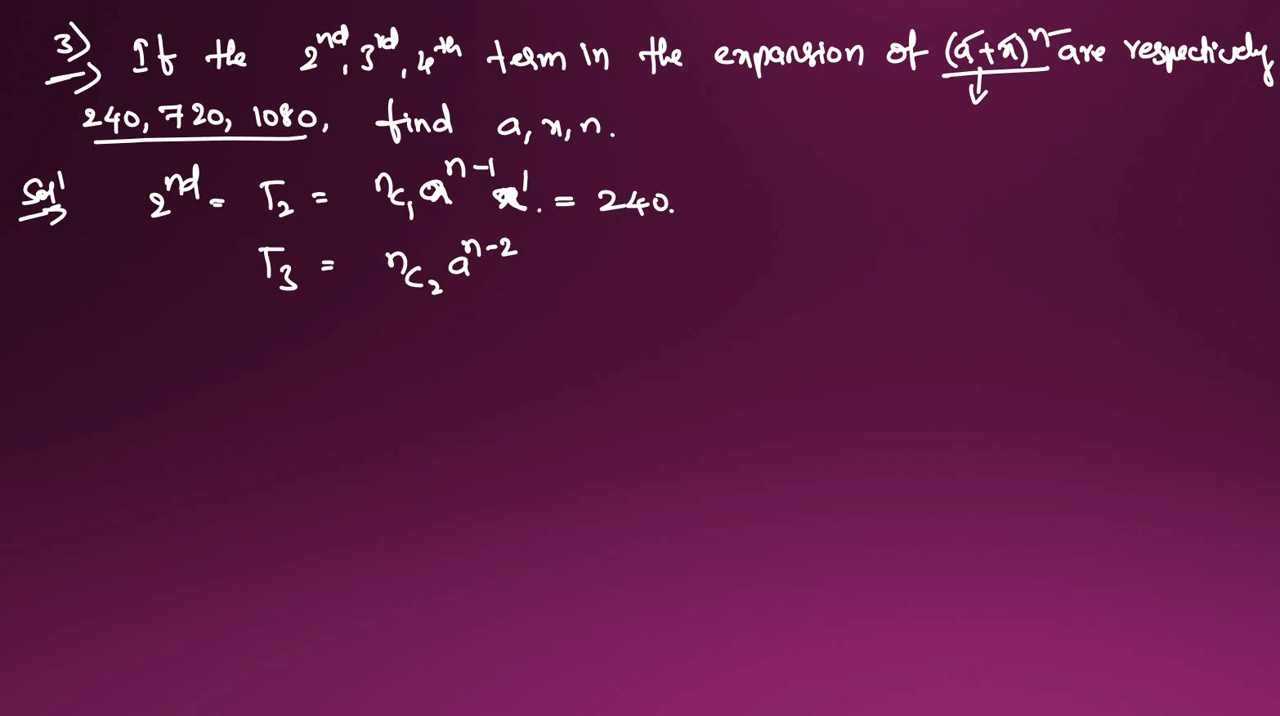 3) If the 2nd, 3rd, 4th term in the expansion of (a+x)^n are respectively
240, 720, 1080, find a, x, n.
Sol' 2nd = T₂ = nC₁ a^(n-1) x¹. = 240.
T₃ = nC₂ a^(n-2)